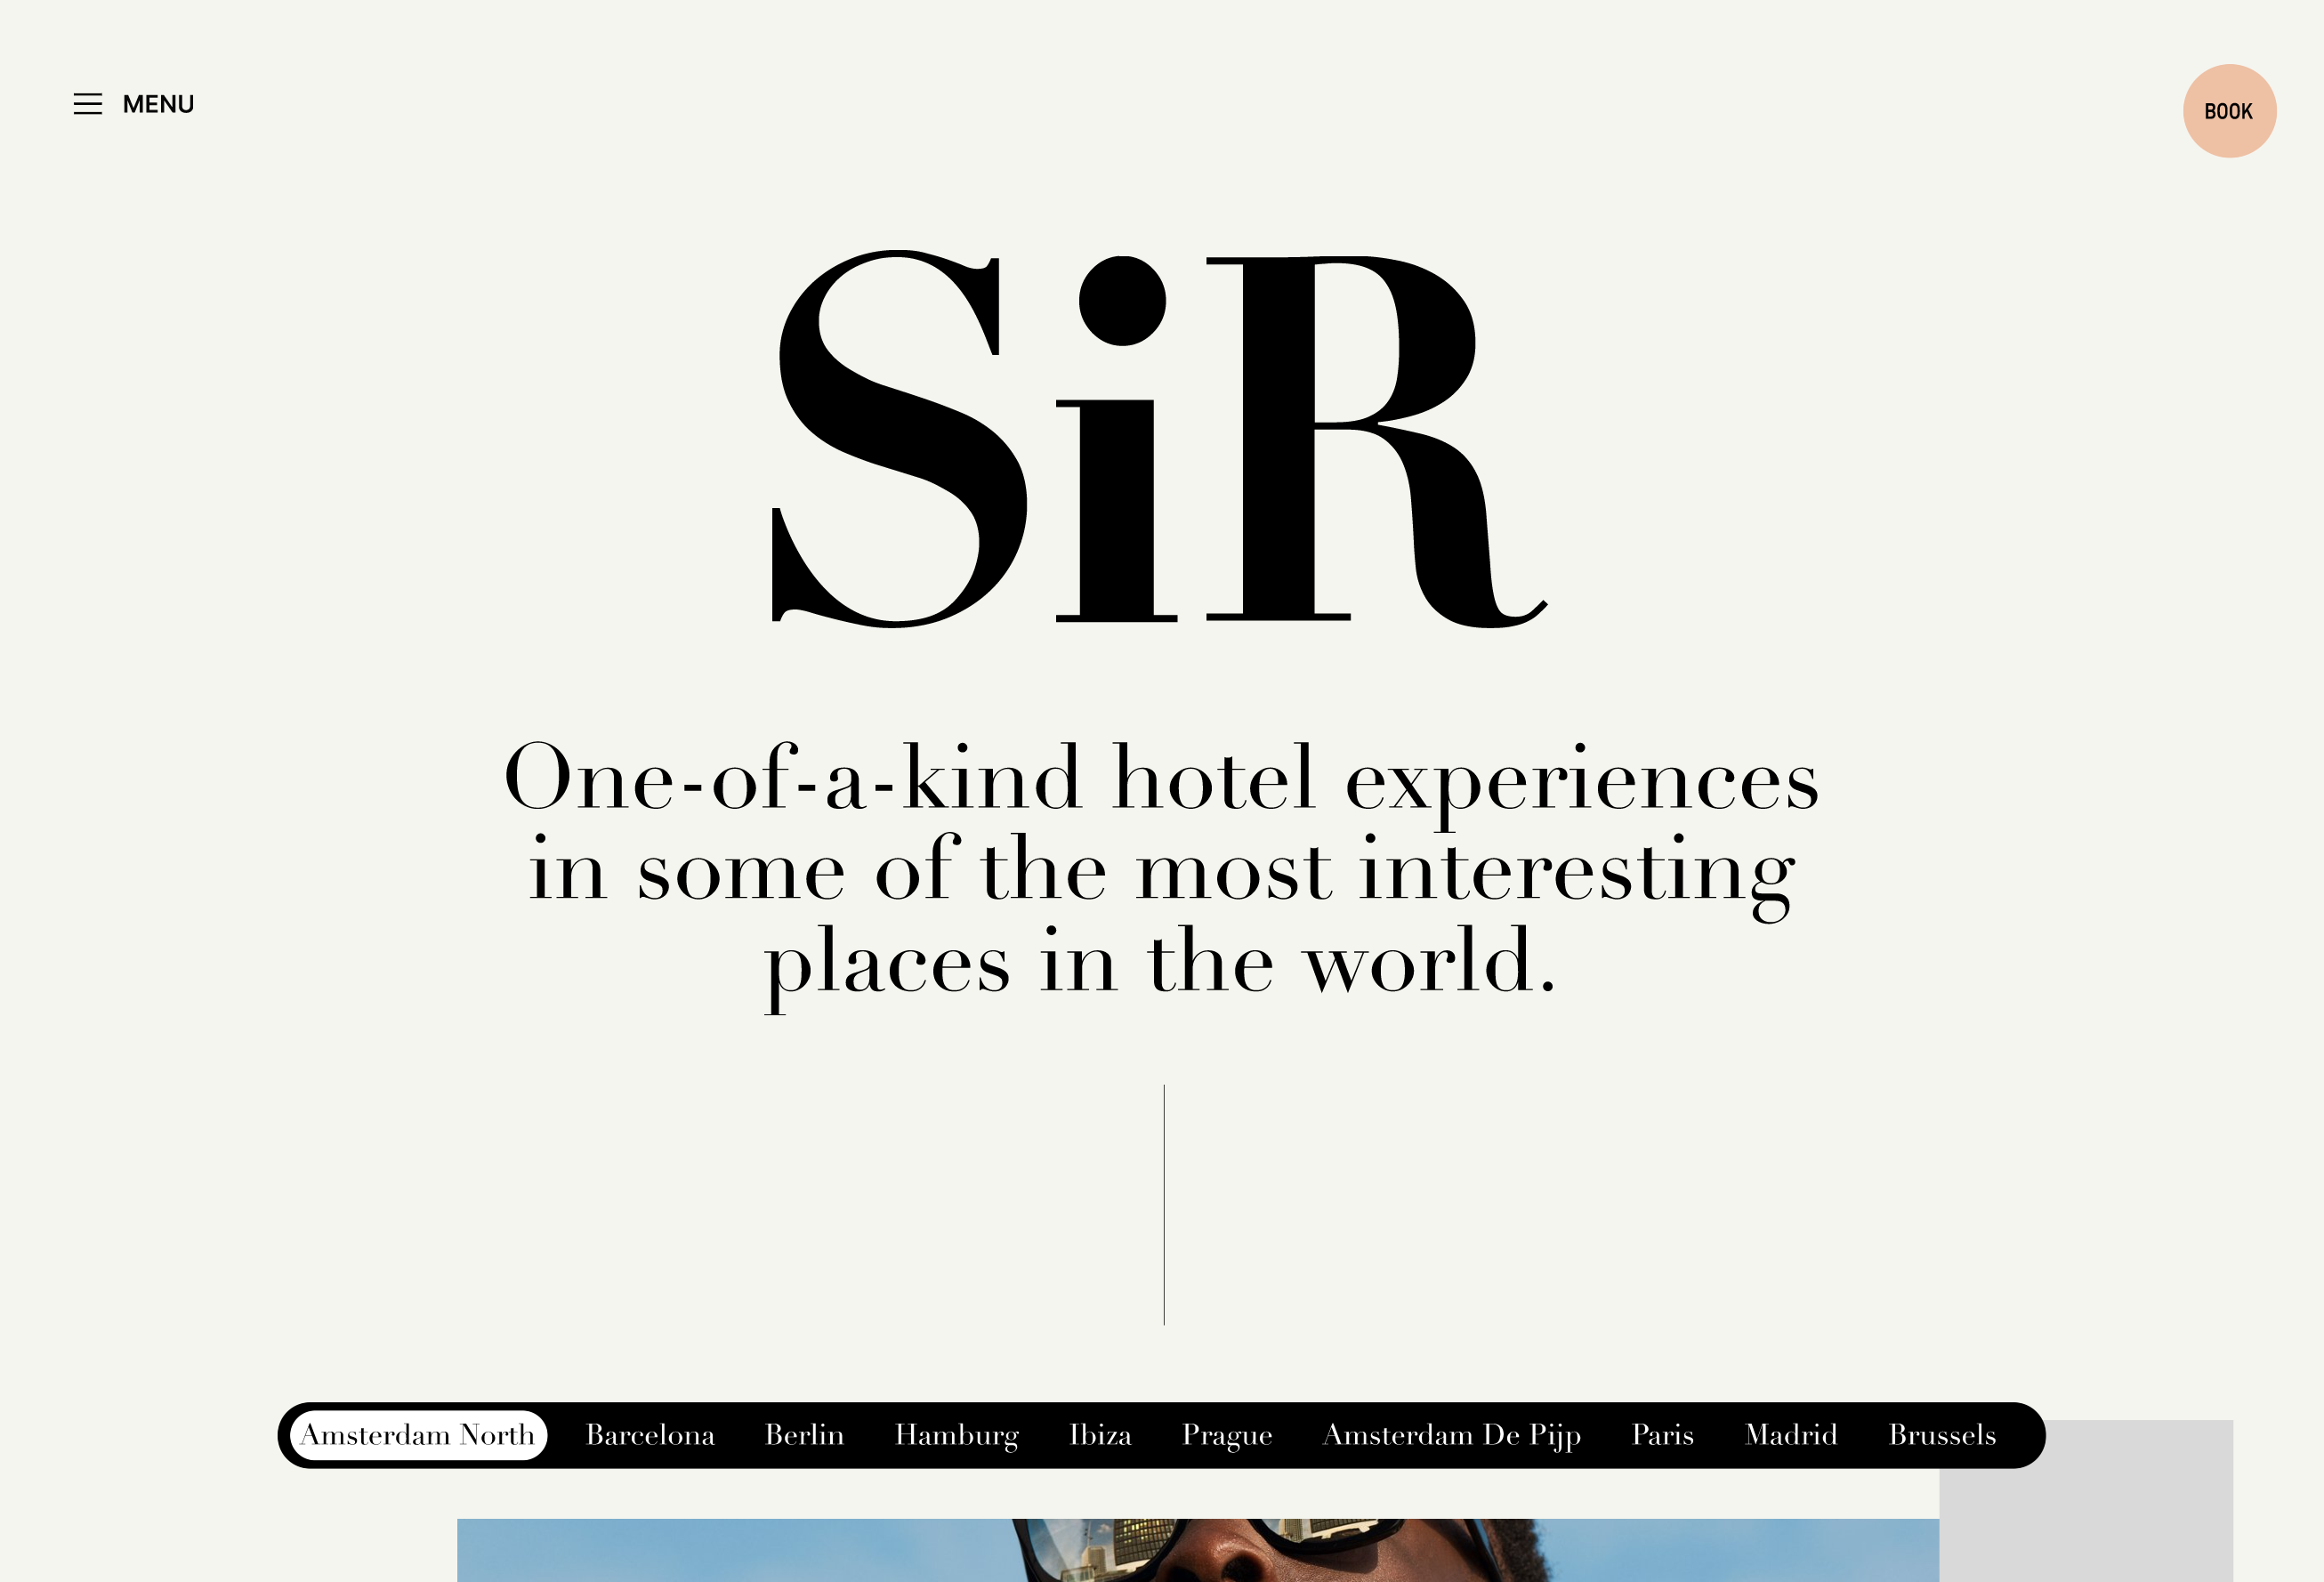 MENU
BOOK
SiR
One-of-a-kind hotel experiences
in some of the most interesting
places in the world.
Amsterdam North Barcelona Berlin Hamburg Ibiza Prague Amsterdam De Pijp Paris Madrid Brussels